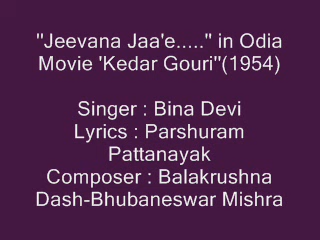 "Jeevana Jaa'e....." in Odia
Movie 'Kedar Gouri"(1954)
Singer : Bina Devi
Lyrics : Parshuram
Pattanayak
Composer : Balakrushna
Dash-Bhubaneswar Mishra